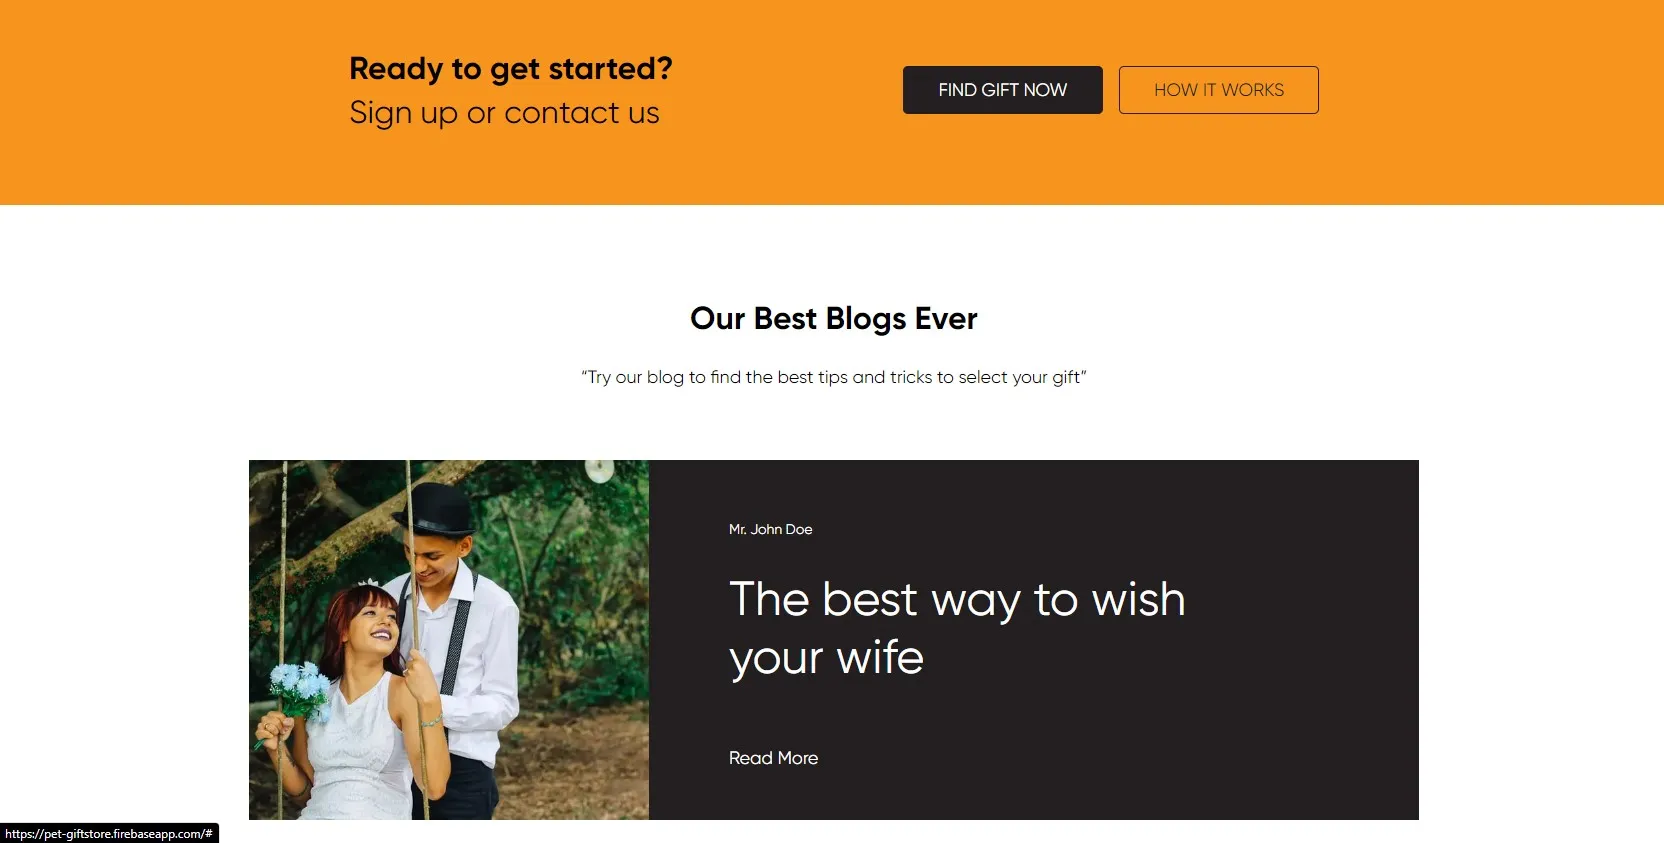 Ready to get started?
Sign up or contact us
FIND GIFT NOW
HOW IT WORKS
Our Best Blogs Ever
“Try our blog to find the best tips and tricks to select your gift”
Mr. John Doe
The best way to wish
your wife
Read More
https://pet-giftstore.firebaseapp.com/#